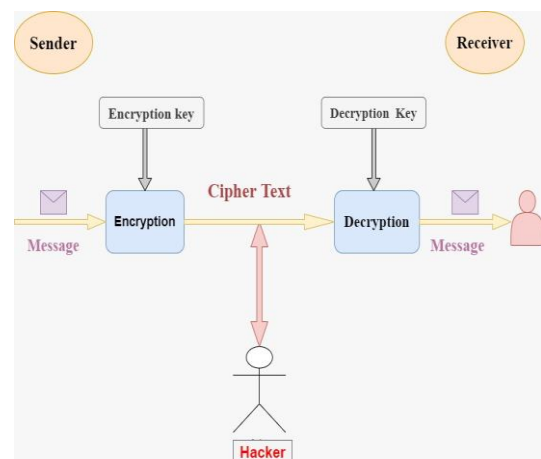 Sender
Receiver
Encryption key
Decryption Key
Cipher Text
Encryption
Decryption
Message
Message
Hacker